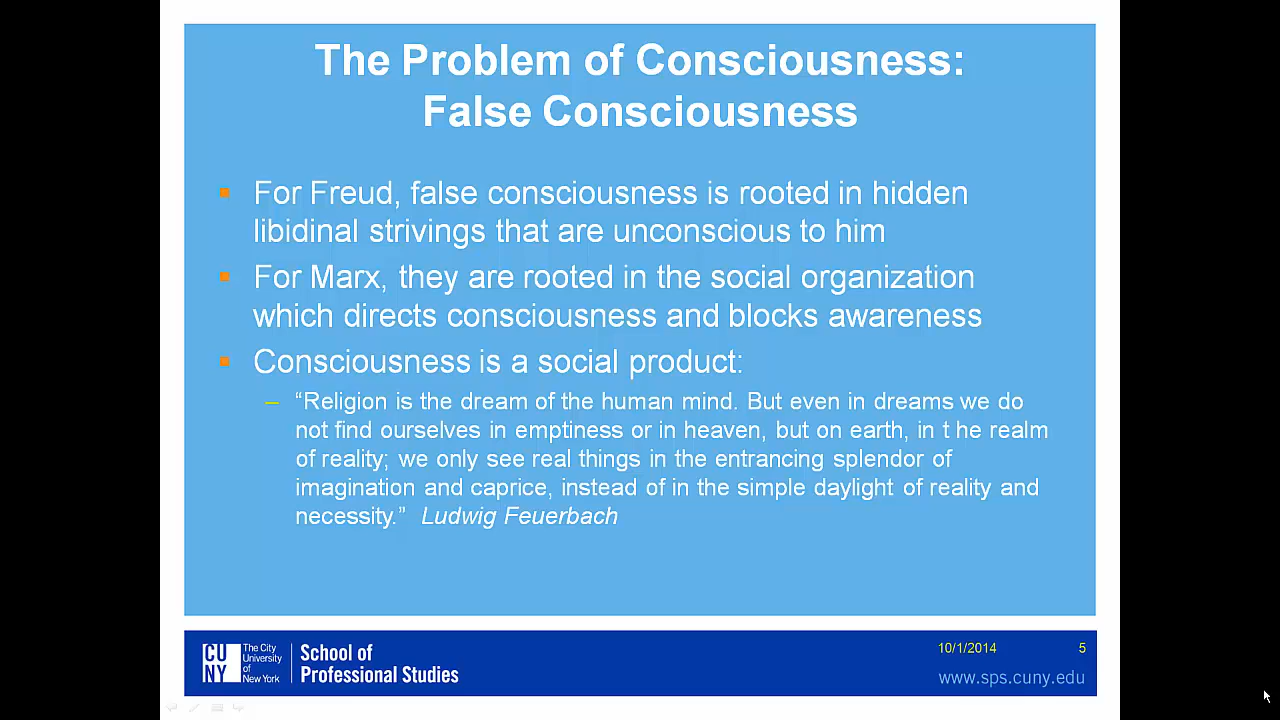 The Problem of Consciousness:
False Consciousness
For Freud, false consciousness is rooted in hidden
libidinal strivings that are unconscious to him
For Marx, they are rooted in the social organization
which directs consciousness and blocks awareness
Consciousness is a social product:
– “Religion is the dream of the human mind. But even in dreams we do
not find ourselves in emptiness or in heaven, but on earth, in t he realm
of reality; we only see real things in the entrancing splendor of
imagination and caprice, instead of in the simple daylight of reality and
necessity.” Ludwig Feuerbach
CU
NY
The City
University
of
New York
School of
Professional Studies
10/1/2014
5
www.sps.cuny.edu